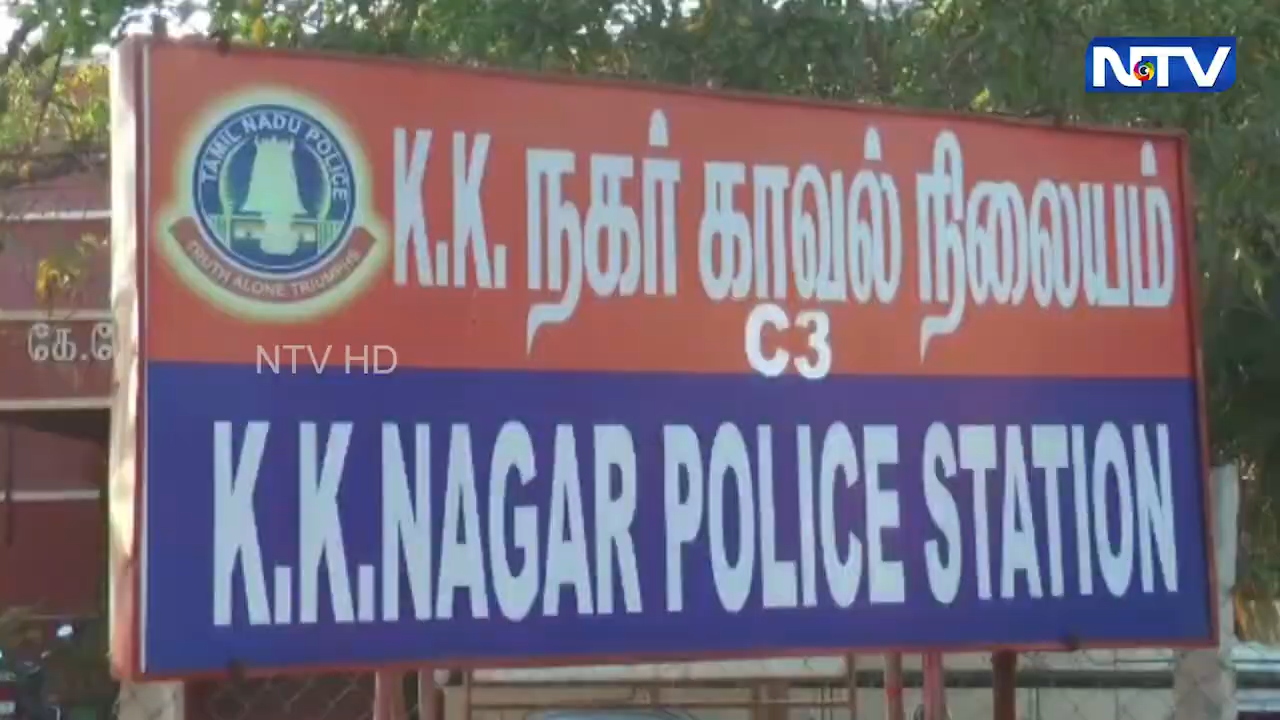 NTV
TAMIL NADU POLICE
TRUTH ALONE TRIUMPHS
K.K. நகர் காவல் நிலையம்
C3
NTV HD
K.K.NAGAR POLICE STATION